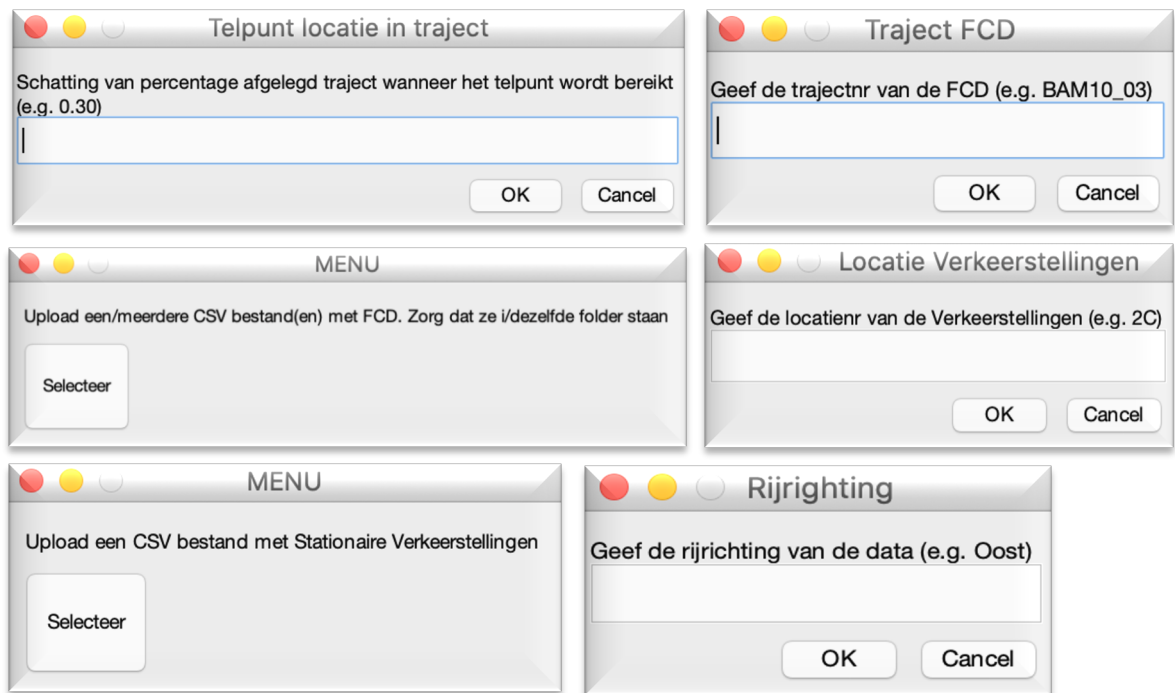 Telpunt locatie in traject
Schatting van percentage afgelegd traject wanneer het telpunt wordt bereikt
(e.g. 0.30)
OK
Cancel
Traject FCD
Geef de trajectnr van de FCD (e.g. BAM10_03)
OK
Cancel
MENU
Upload een/meerdere CSV bestand(en) met FCD. Zorg dat ze i/dezelfde folder staan
Selecteer
Locatie Verkeerstellingen
Geef de locatienr van de Verkeerstellingen (e.g. 2C)
OK
Cancel
MENU
Upload een CSV bestand met Stationaire Verkeerstellingen
Selecteer
Rijrighting
Geef de rijrichting van de data (e.g. Oost)
OK
Cancel